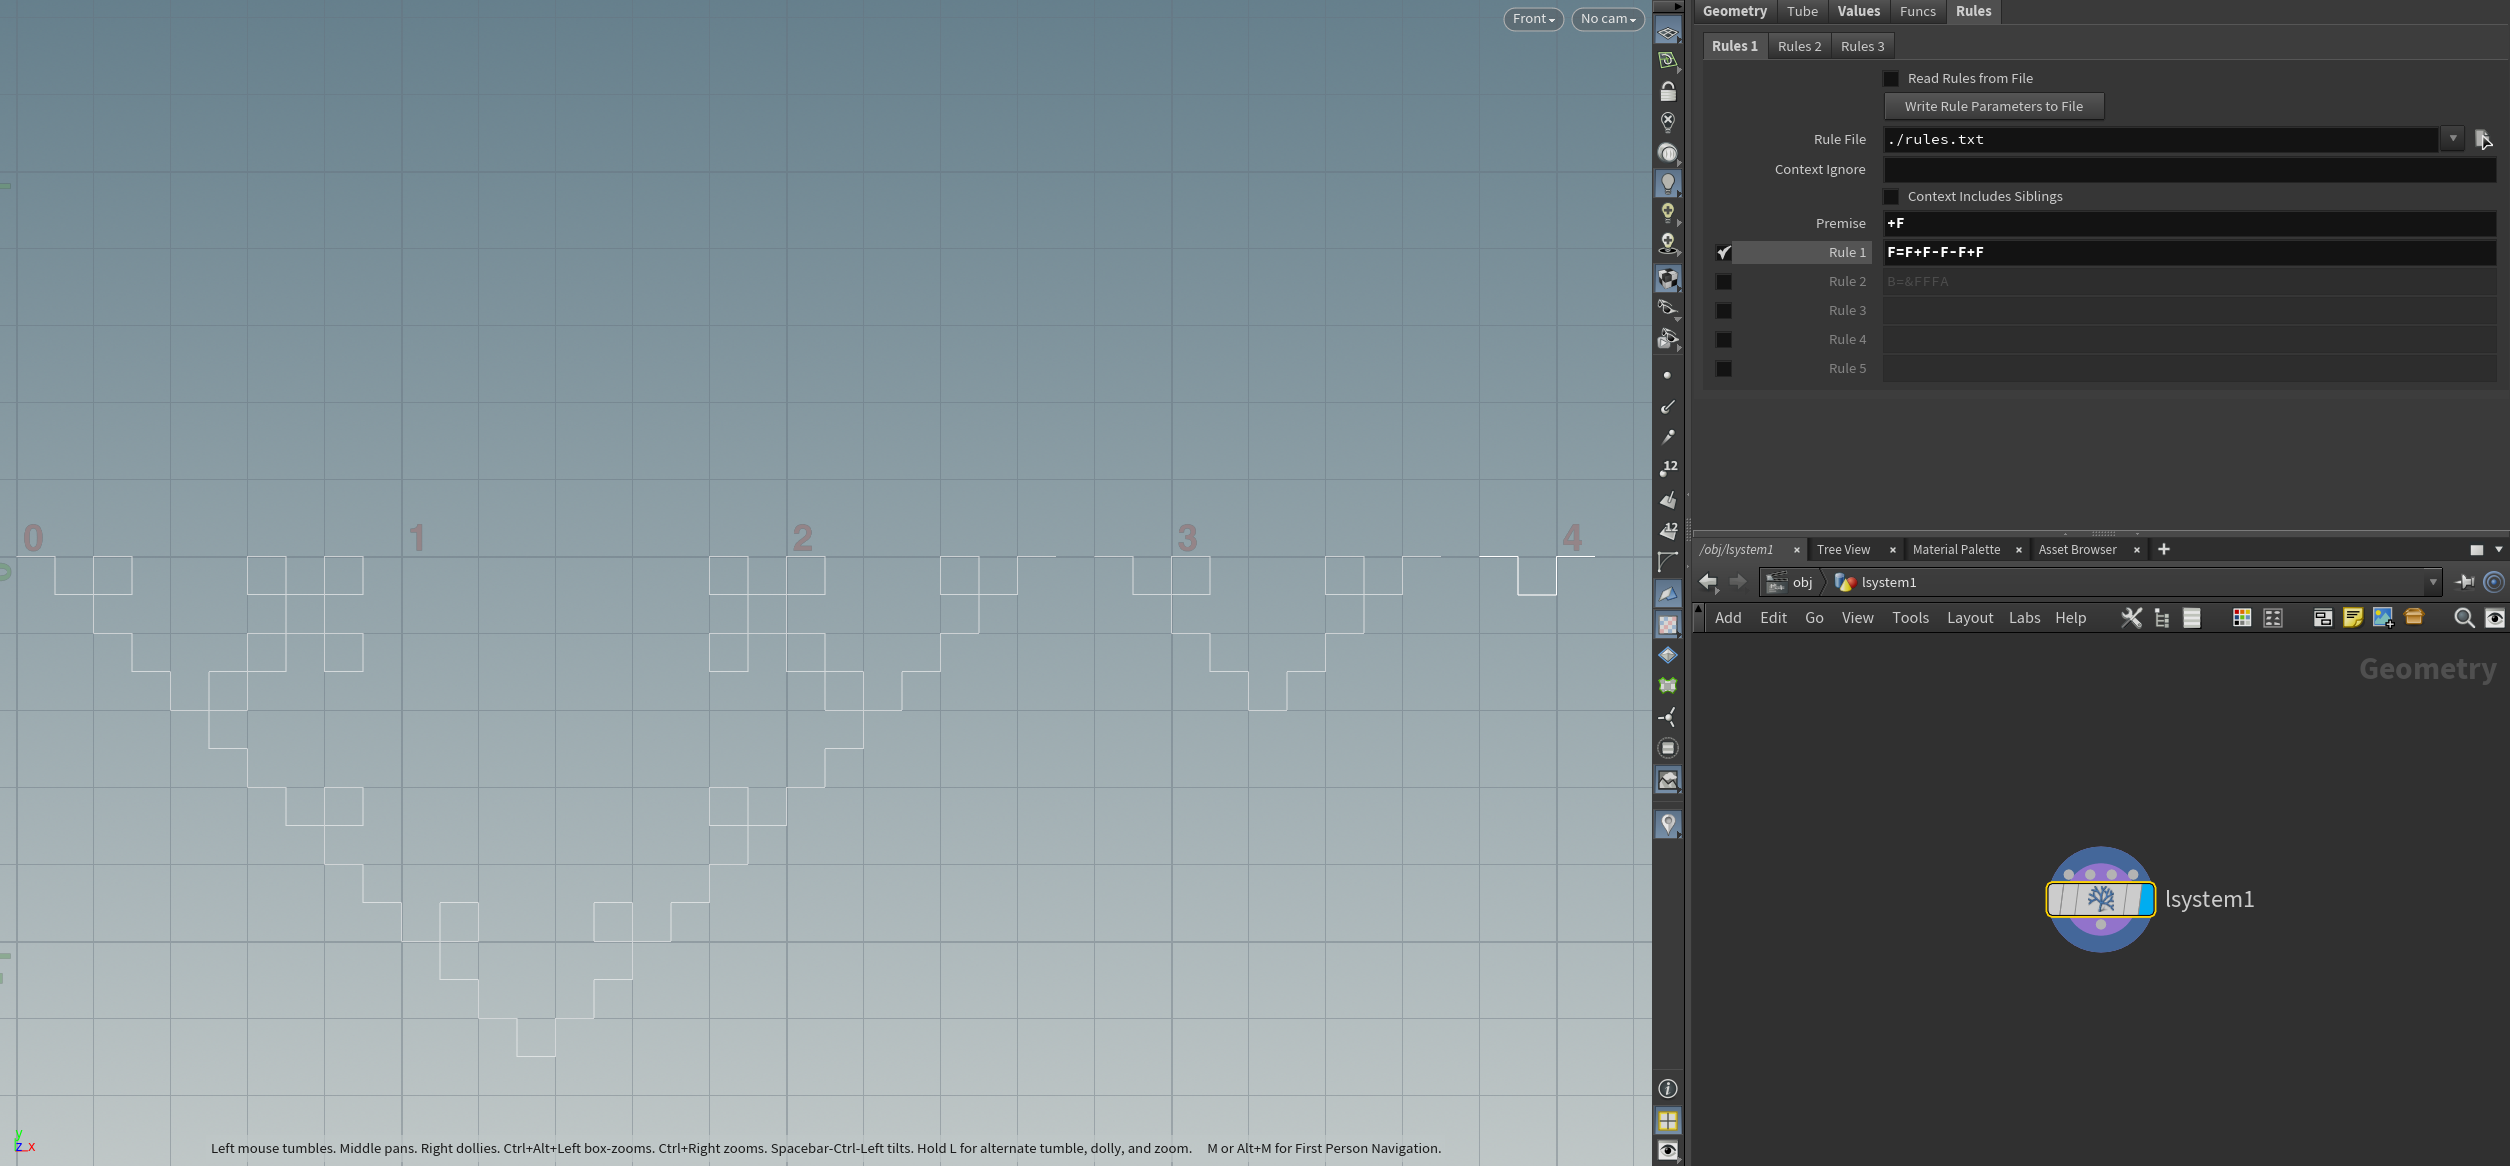 Front
No cam
0
1
2
3
4
y
z x
Left mouse tumbles. Middle pans. Right dollies. Ctrl+Alt+Left box-zooms. Ctrl+Right zooms. Spacebar-Ctrl-Left tilts. Hold L for alternate tumble, dolly, and zoom. M or Alt+M for First Person Navigation.
12
12
Geometry Tube Values Funcs Rules
Rules 1 Rules 2 Rules 3
Read Rules from File
Write Rule Parameters to File
Rule File ./rules.txt
Context Ignore
Context Includes Siblings
Premise +F
Rule 1 F=F+F-F-F+F
Rule 2 B=&FFFA
Rule 3
Rule 4
Rule 5
/obj/lsystem1 × Tree View × Material Palette × Asset Browser ×
obj lsystem1
Add Edit Go View Tools Layout Labs Help
Geometry
lsystem1